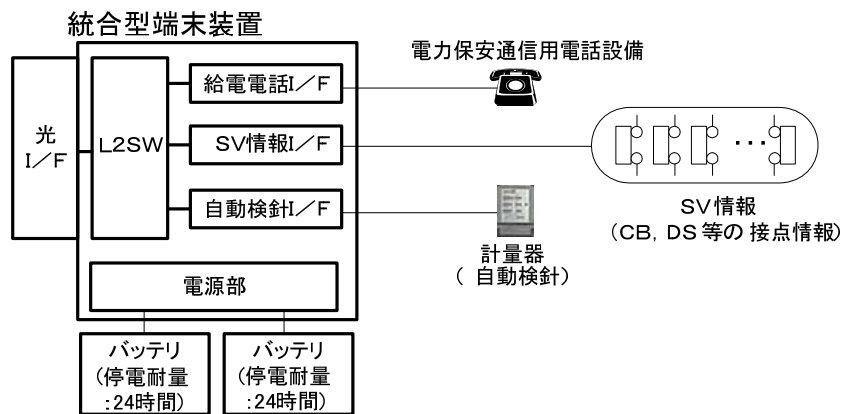 統合型端末装置
光
I/F
L2SW
給電電話I/F
SV情報I/F
自動検針I/F
電源部
バッテリ
(停電耐量
:24時間)
バッテリ
(停電耐量
:24時間)
電力保安通信用電話設備
計量器
( 自動検針)
・・・
SV情報
(CB, DS等の 接点情報)